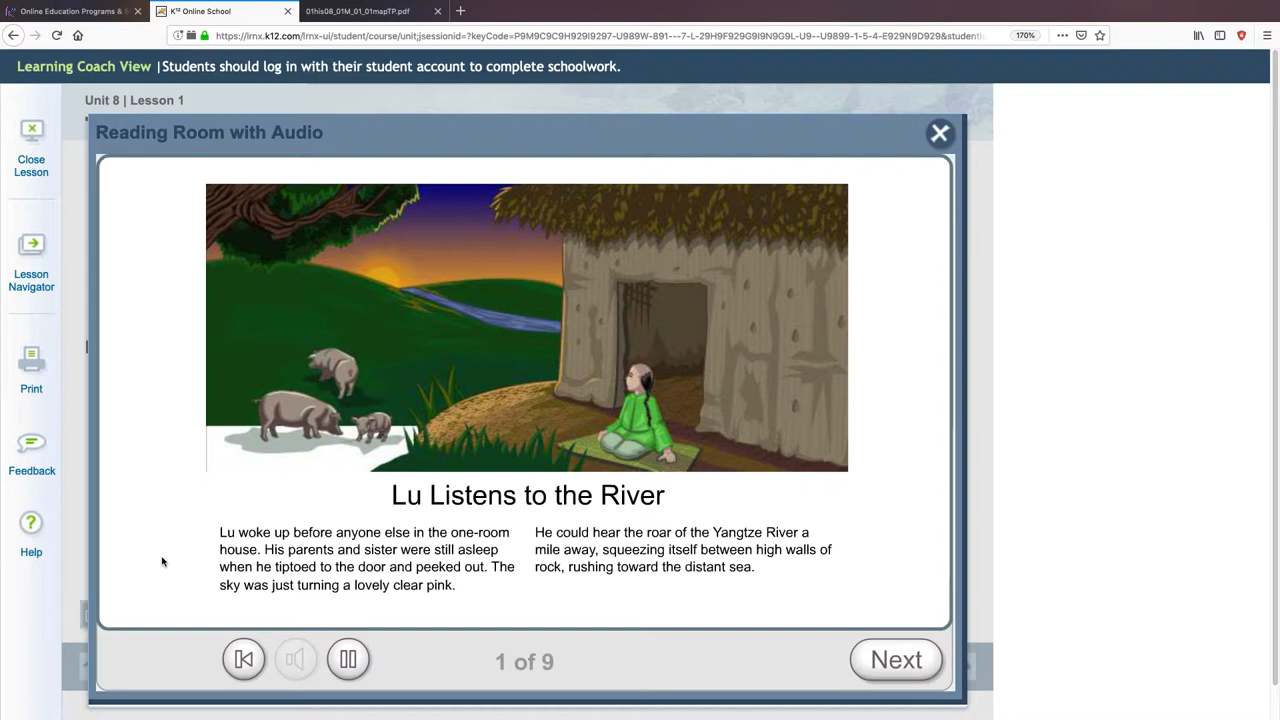 Online Education Programs & S
K¹² Online School
01his08_01M_01_01mapTP.pdf
https://lrnx.k12.com/lrnx-ui/student/course/unit;jsessionid=?keyCode=P9M9C9C9H929I9297-U989W-891---7-L-29H9F929G9I9N9G9L-U9--U9899-1-5-4-E929N9D929&studentI
170%
Learning Coach View | Students should log in with their student account to complete schoolwork.
Unit 8 | Lesson 1
Reading Room with Audio
Close
Lesson
Lesson
Navigator
Print
Feedback
Help
Lu Listens to the River
Lu woke up before anyone else in the one-room
house. His parents and sister were still asleep
when he tiptoed to the door and peeked out. The
sky was just turning a lovely clear pink.
He could hear the roar of the Yangtze River a
mile away, squeezing itself between high walls of
rock, rushing toward the distant sea.
1 of 9
Next